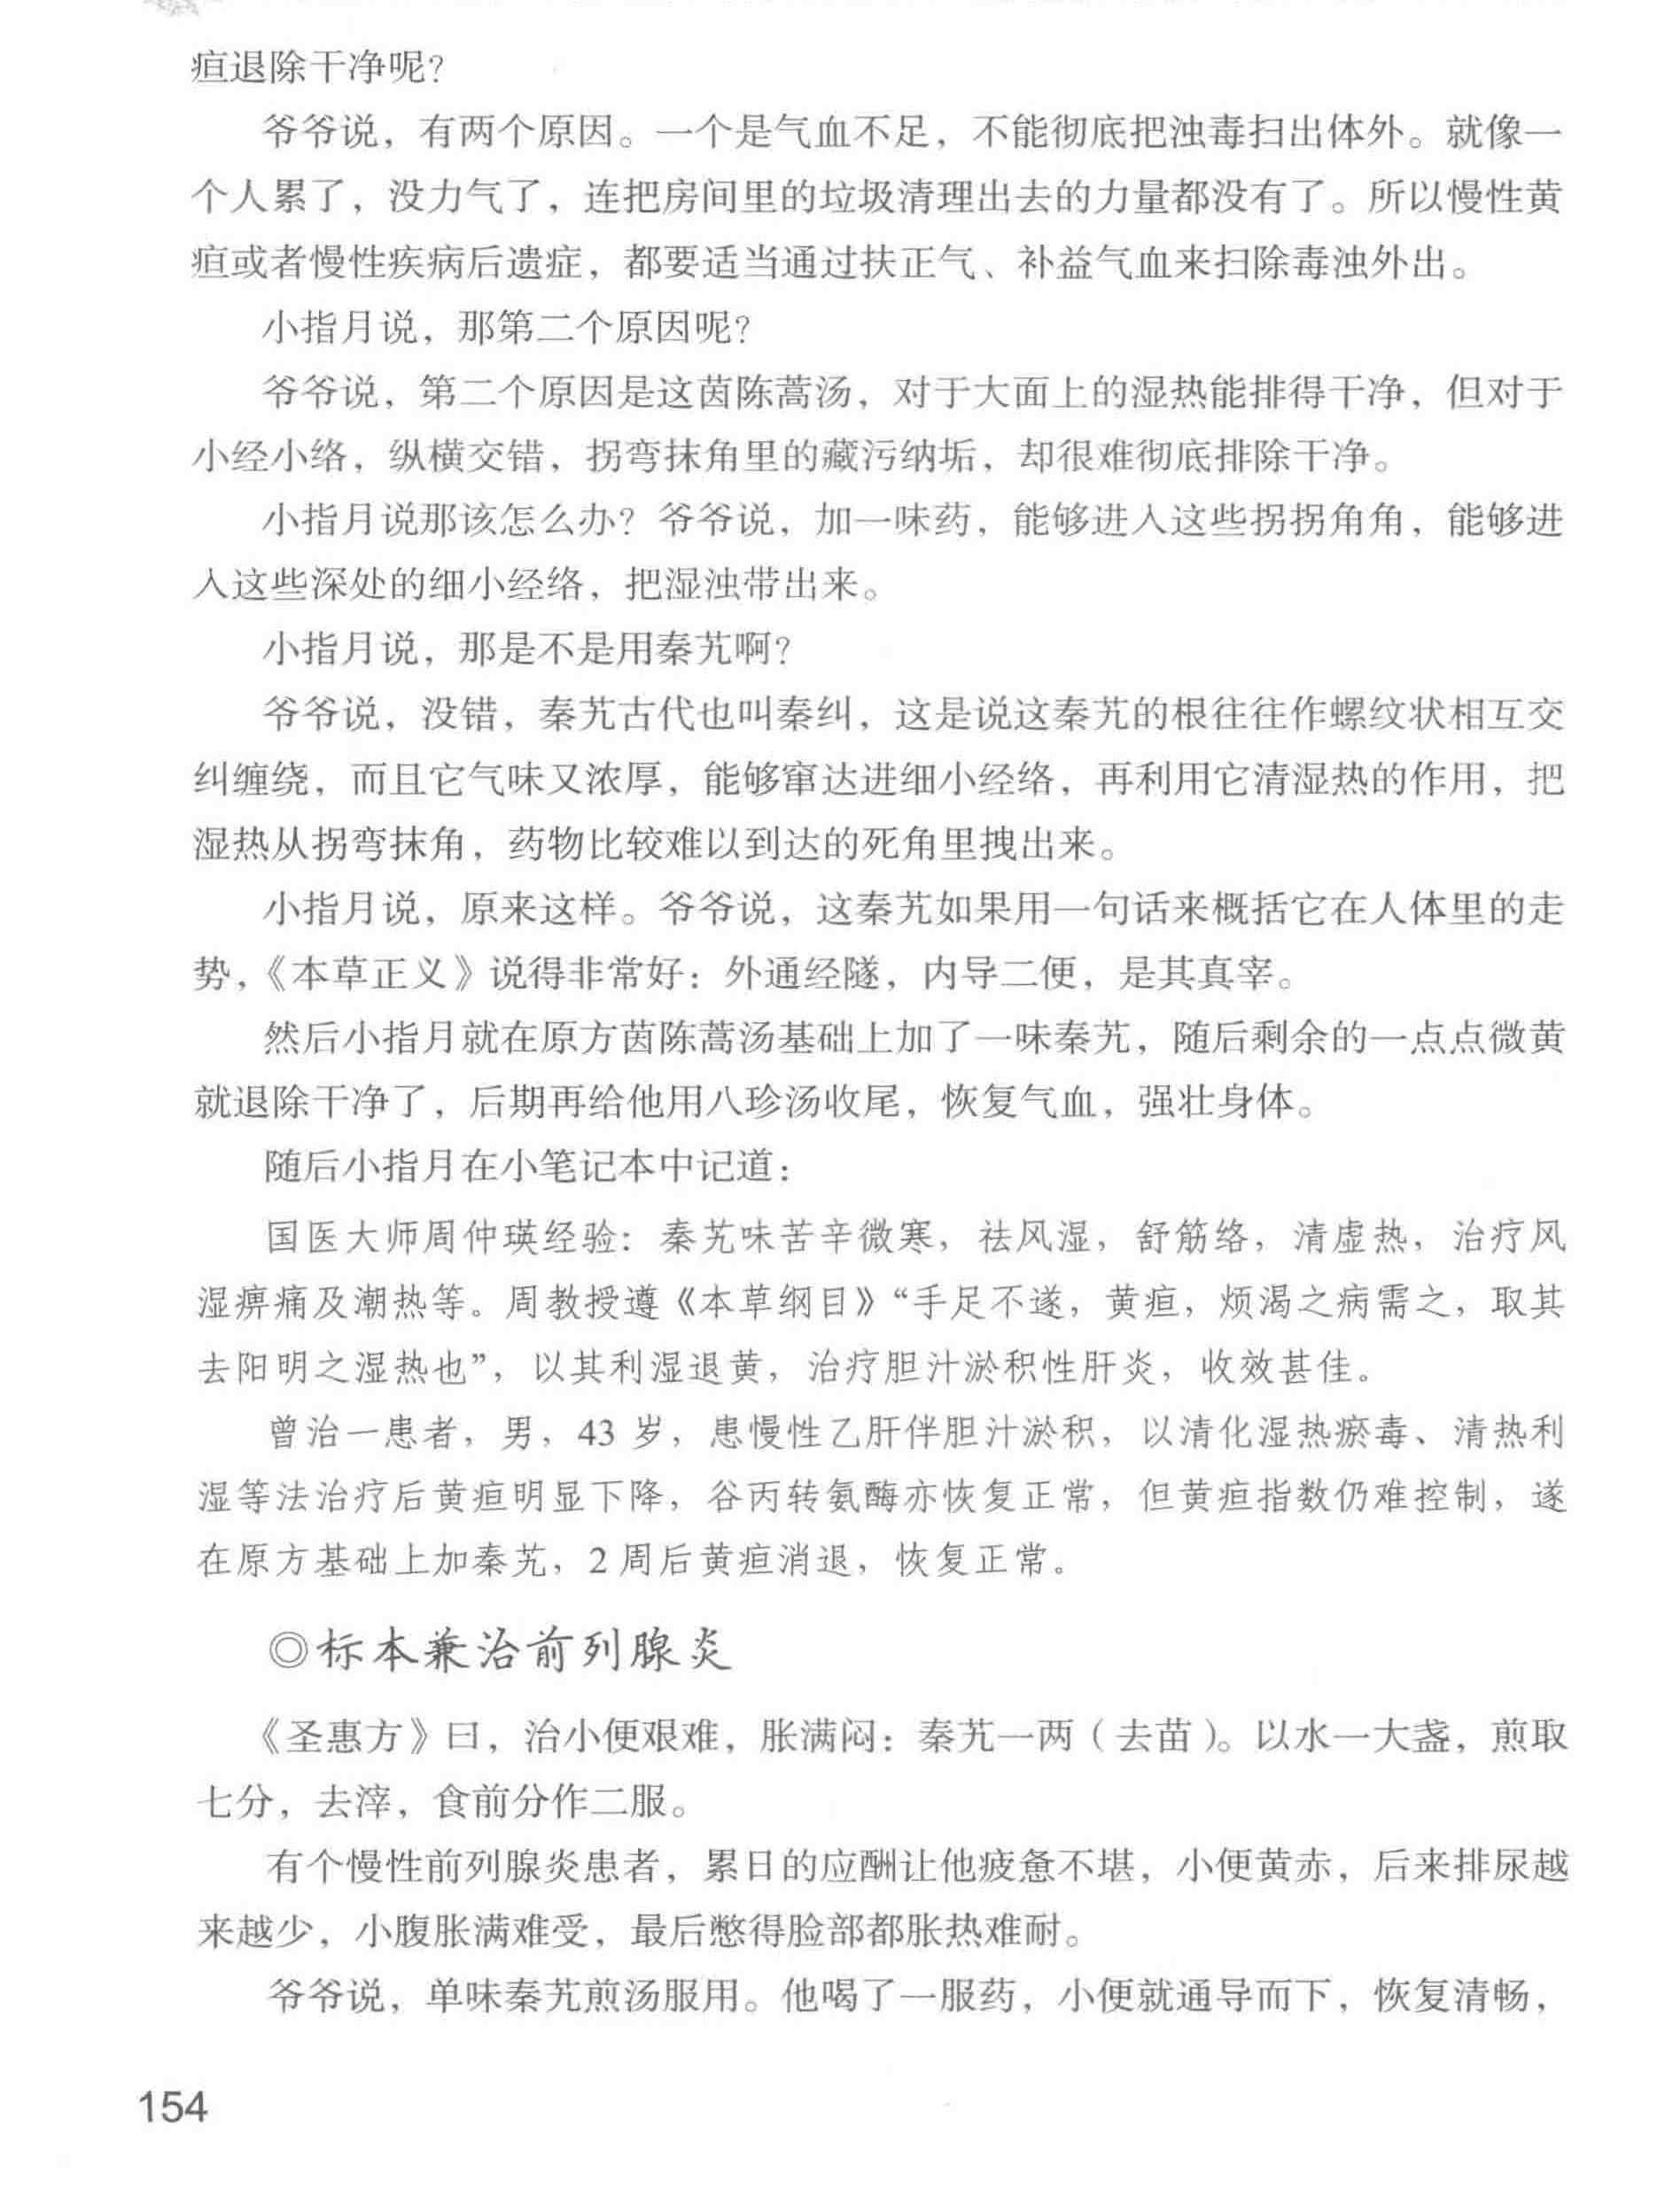 疸退除干净呢？
爷爷说，有两个原因。一个是气血不足，不能彻底把浊毒扫出体外。就像一
个人累了，没力气了，连把房间里的垃圾清理出去的力量都没有了。所以慢性黄
疸或者慢性疾病后遗症，都要适当通过扶正气、补益气血来扫除毒浊外出。
小指月说，那第二个原因呢？
爷爷说，第二个原因是这茵陈蒿汤，对于大面上的湿热能排得干净，但对于
小经小络，纵横交错，拐弯抹角里的藏污纳垢，却很难彻底排除干净。
小指月说那该怎么办？爷爷说，加一味药，能够进入这些拐拐角角，能够进
入这些深处的细小经络，把湿浊带出来。
小指月说，那是不是用秦艽啊？
爷爷说，没错，秦艽古代也叫秦纠，这是说这秦艽的根往往作螺纹状相互交
纠缠绕，而且它气味又浓厚，能够窜达进细小经络，再利用它清湿热的作用，把
湿热从拐弯抹角，药物比较难以到达的死角里拽出来。
小指月说，原来这样。爷爷说，这秦艽如果用一句话来概括它在人体里的走
势，《本草正义》说得非常好：外通经隧，内导二便，是其真宰。
然后小指月就在原方茵陈蒿汤基础上加了一味秦艽，随后剩余的一点点微黄
就退除干净了，后期再给他用八珍汤收尾，恢复气血，强壮身体。
随后小指月在小笔记本中记道：
国医大师周仲瑛经验：秦艽味苦辛微寒，祛风湿，舒筋络，清虚热，治疗风
湿痹痛及潮热等。周教授遵《本草纲目》“手足不遂，黄疸，烦渴之病需之，取其
去阳明之湿热也”，以其利湿退黄，治疗胆汁淤积性肝炎，收效甚佳。
曾治一患者，男，43 岁，患慢性乙肝伴胆汁淤积，以清化湿热瘀毒、清热利
湿等法治疗后黄疸明显下降，谷丙转氨酶亦恢复正常，但黄疸指数仍难控制，遂
在原方基础上加秦艽，2 周后黄疸消退，恢复正常。
◎标本兼治前列腺炎
《圣惠方》曰，治小便艰难，胀满闷：秦艽一两（去苗）。以水一大盏，煎取
七分，去滓，食前分作二服。
有个慢性前列腺炎患者，累日的应酬让他疲惫不堪，小便黄赤，后来排尿越
来越少，小腹胀满难受，最后憋得脸部都胀热难耐。
爷爷说，单味秦艽煎汤服用。他喝了一服药，小便就通导而下，恢复清畅，
154